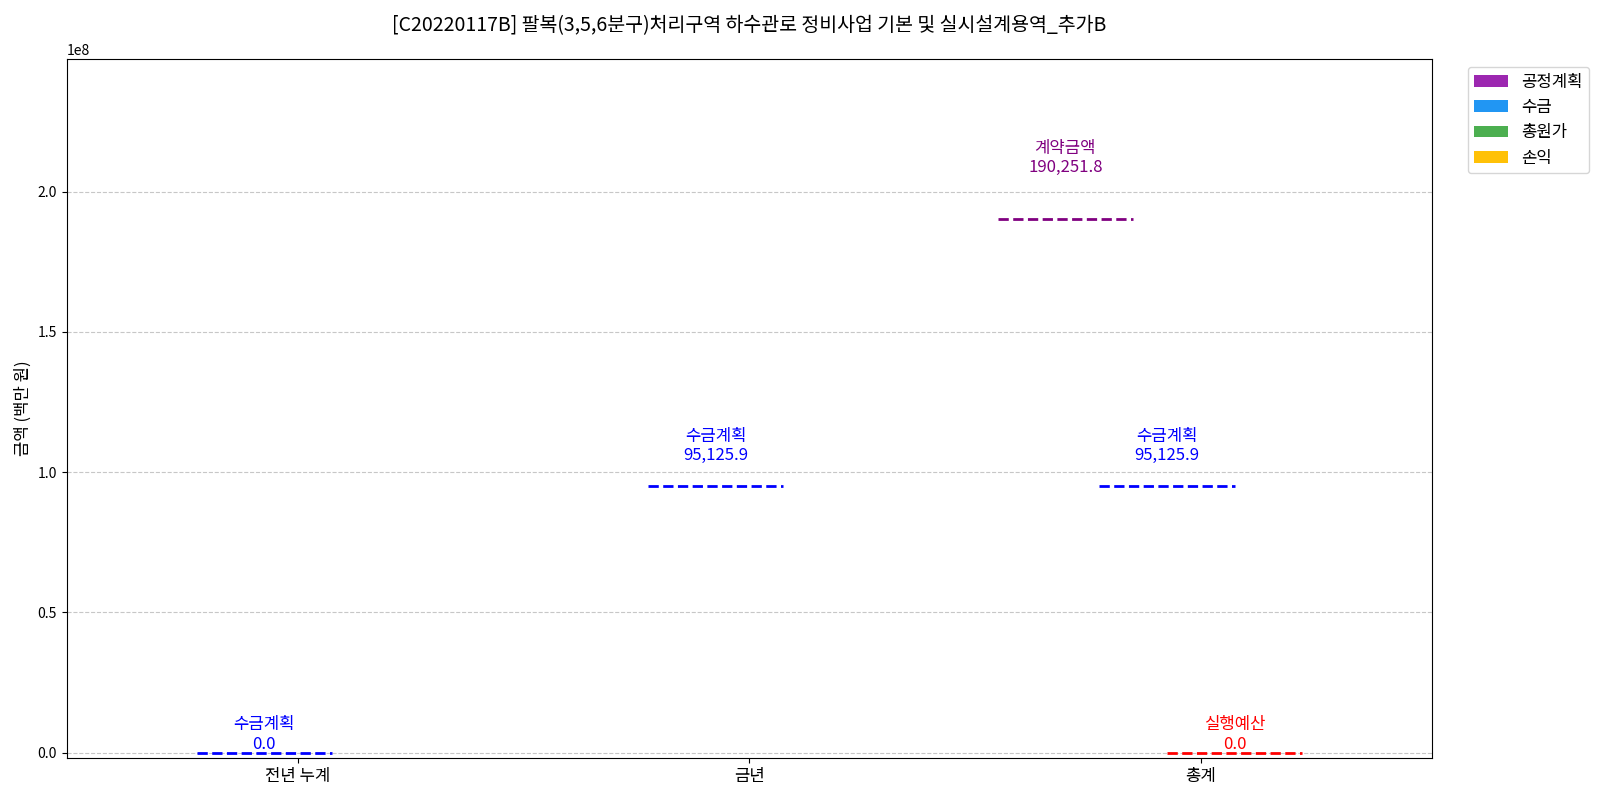 [C20220117B] 팔복(3,5,6분구)처리구역 하수관로 정비사업 기본 및 실시설계용역_추가B
1e8
공정계획
수금
총원가
손익
계약금액
190,251.8
2.0
1.5
수금계획
95,125.9
수금계획
95,125.9
1.0
금액 (백만 원)
0.5
수금계획
0.0
실행예산
0.0
0.0
전년 누계
금년
총계